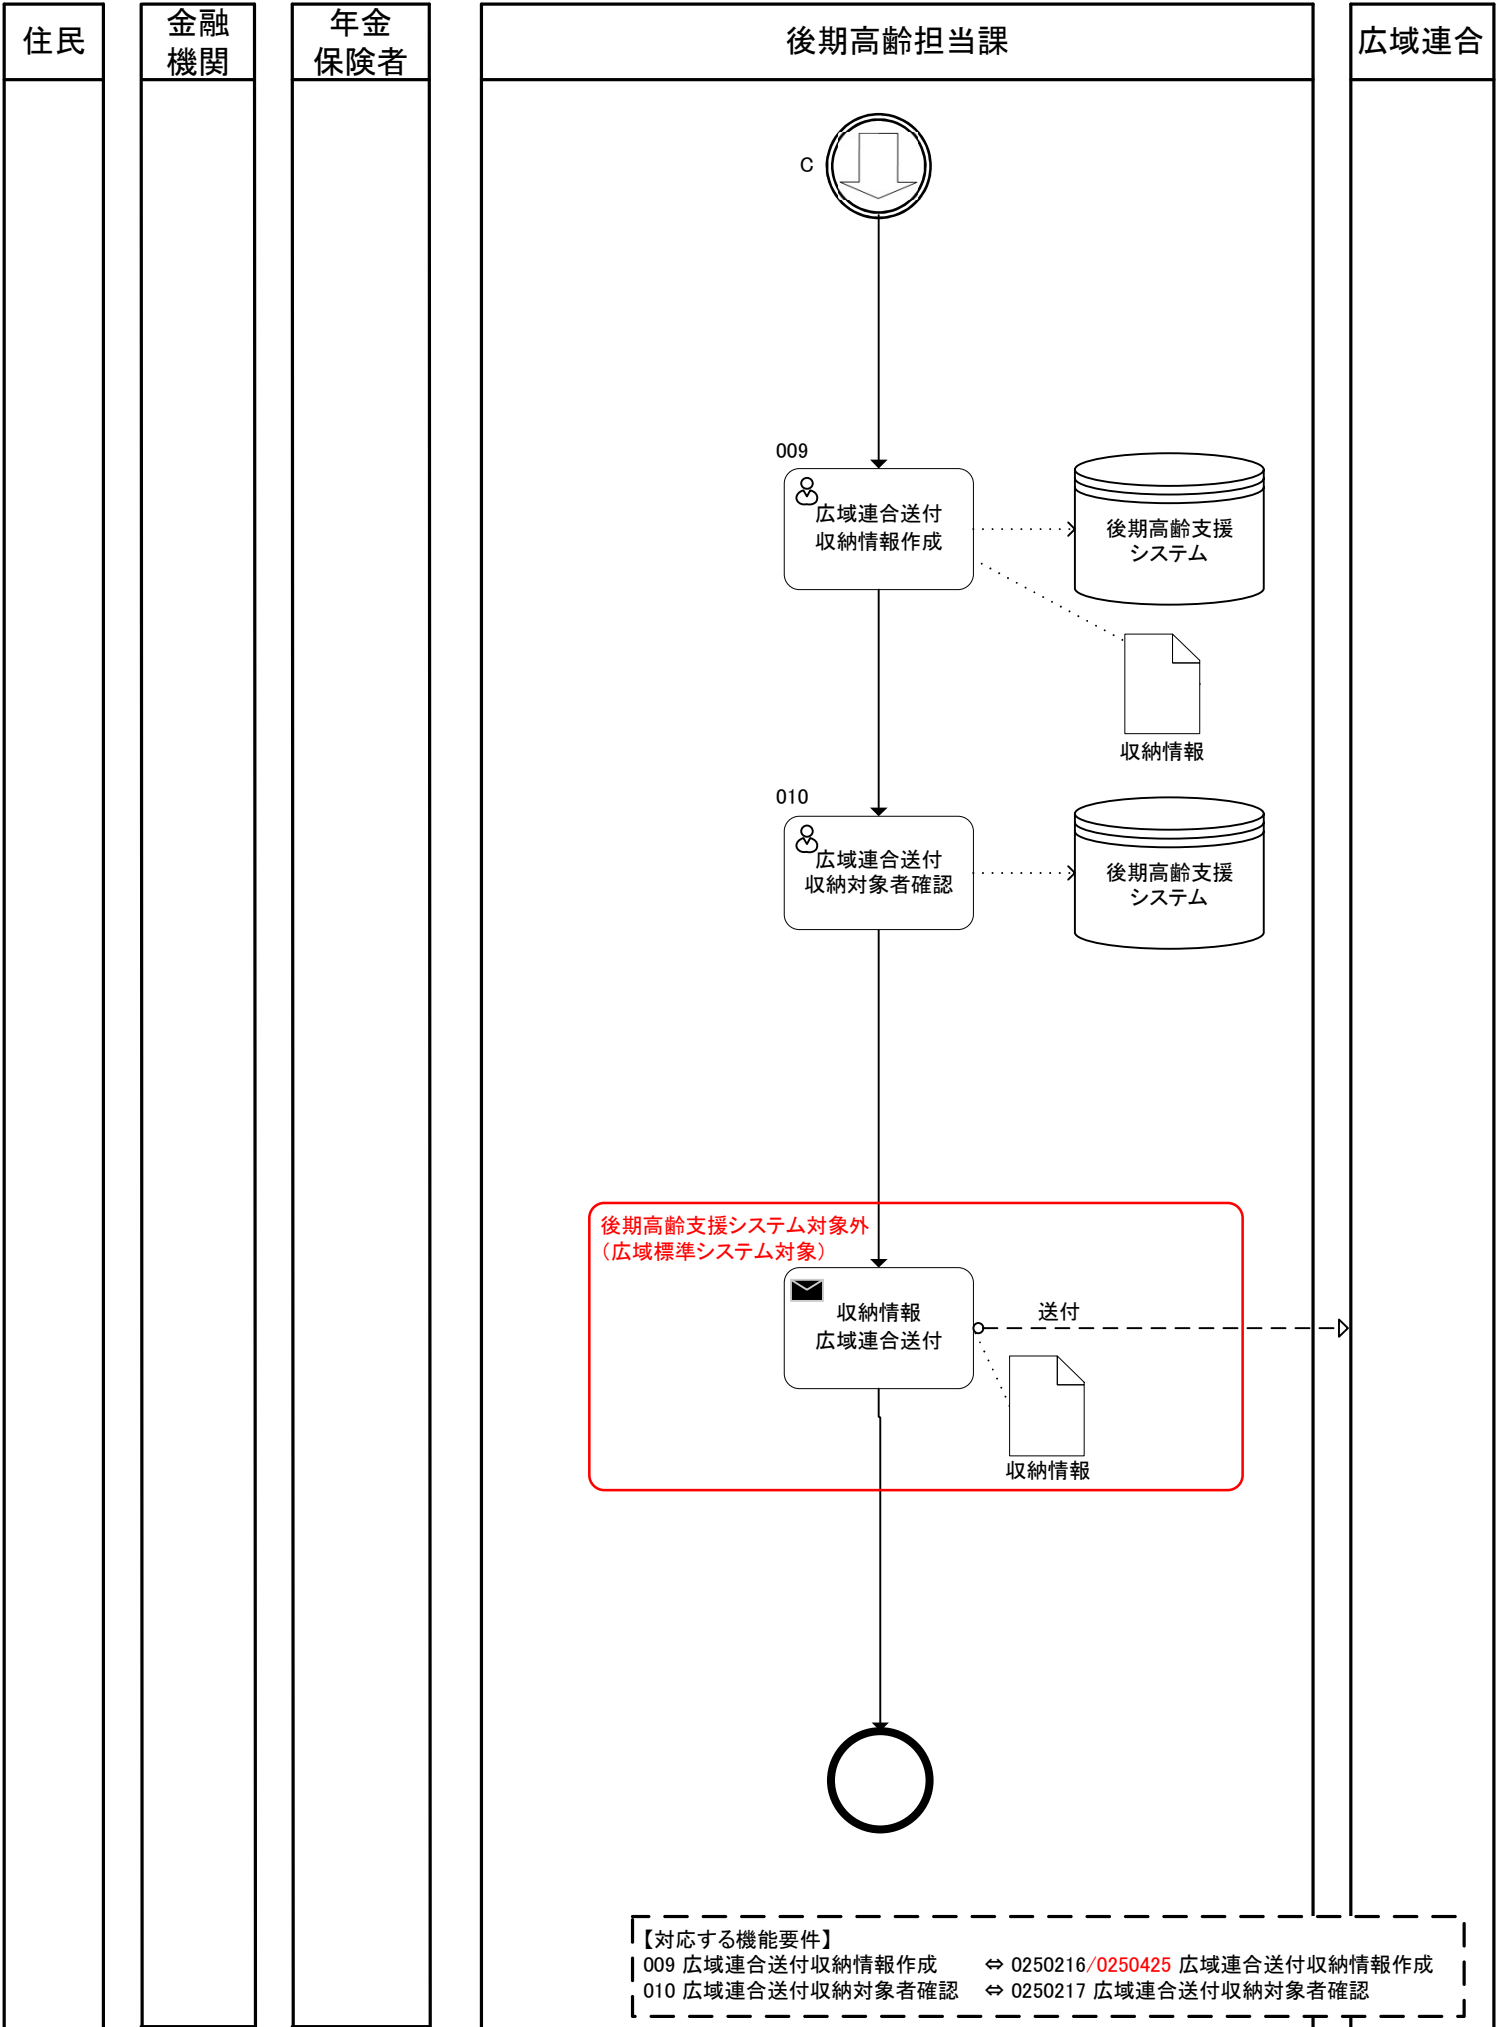 住民
金融
機関
年金
保険者
後期高齢担当課
広域連合
C
009
広域連合送付
収納情報作成
後期高齢支援
システム
収納情報
010
広域連合送付
収納対象者確認
後期高齢支援
システム
後期高齢支援システム対象外
（広域標準システム対象）
収納情報
広域連合送付
送付
収納情報
【対応する機能要件】
009 広域連合送付収納情報作成 ⇔ 0250216/0250425 広域連合送付収納情報作成
010 広域連合送付収納対象者確認 ⇔ 0250217 広域連合送付収納対象者確認